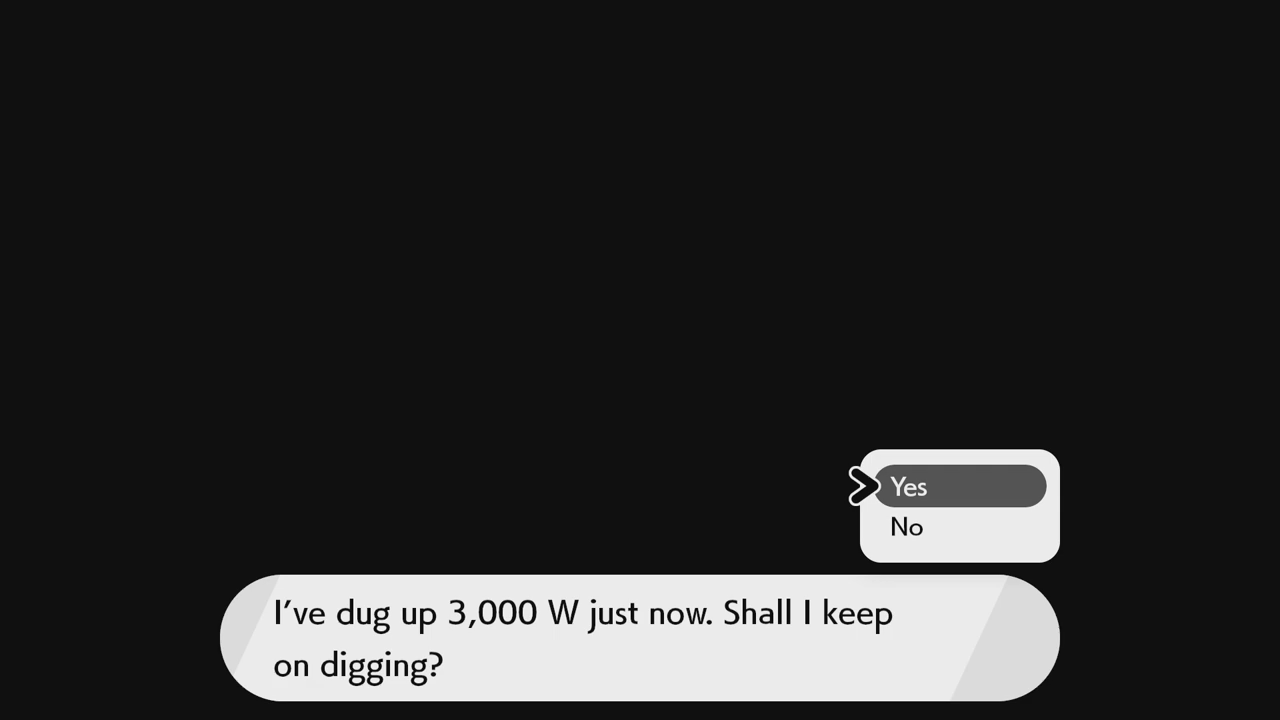 Yes
No
I've dug up 3,000 W just now. Shall I keep
on digging?